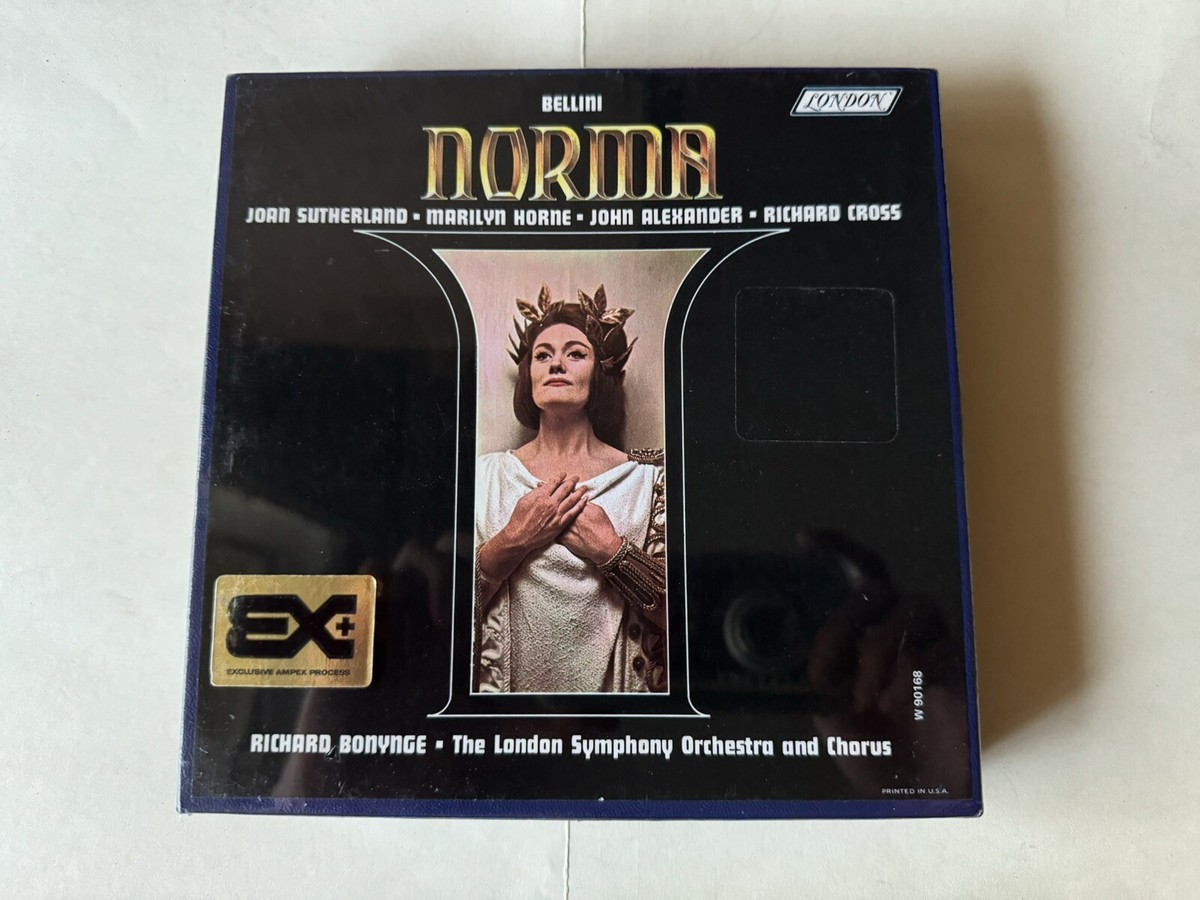 BELLINI
LONDON
NORMA
JOAN SUTHERLAND ▪ MARILYN HORNE ▪ JOHN ALEXANDER ▪ RICHARD CROSS
EX+
EXCLUSIVE AMPEX PROCESS
W 90168
RICHARD BONYNGE ▪ The London Symphony Orchestra and Chorus
PRINTED IN U.S.A.